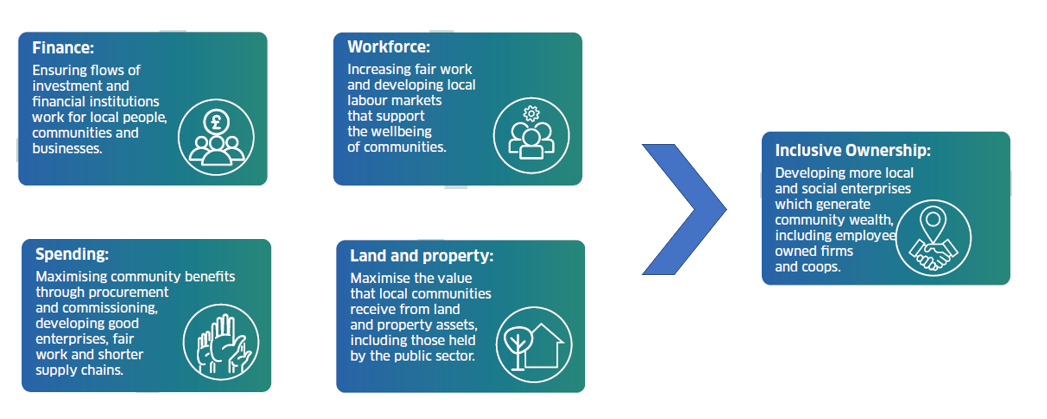 Finance:
Ensuring flows of
investment and
financial institutions
work for local people,
communities and
businesses.
£
Workforce:
Increasing fair work
and developing local
labour markets
that support
the wellbeing
of communities.
Spending:
Maximising community benefits
through procurement
and commissioning,
developing good
enterprises, fair
work and shorter
supply chains.
Land and property:
Maximise the value
that local communities
receive from land
and property assets,
including those held
by the public sector.
Inclusive Ownership:
Developing more local
and social enterprises
which generate
community wealth,
including employee
owned firms
and coops.